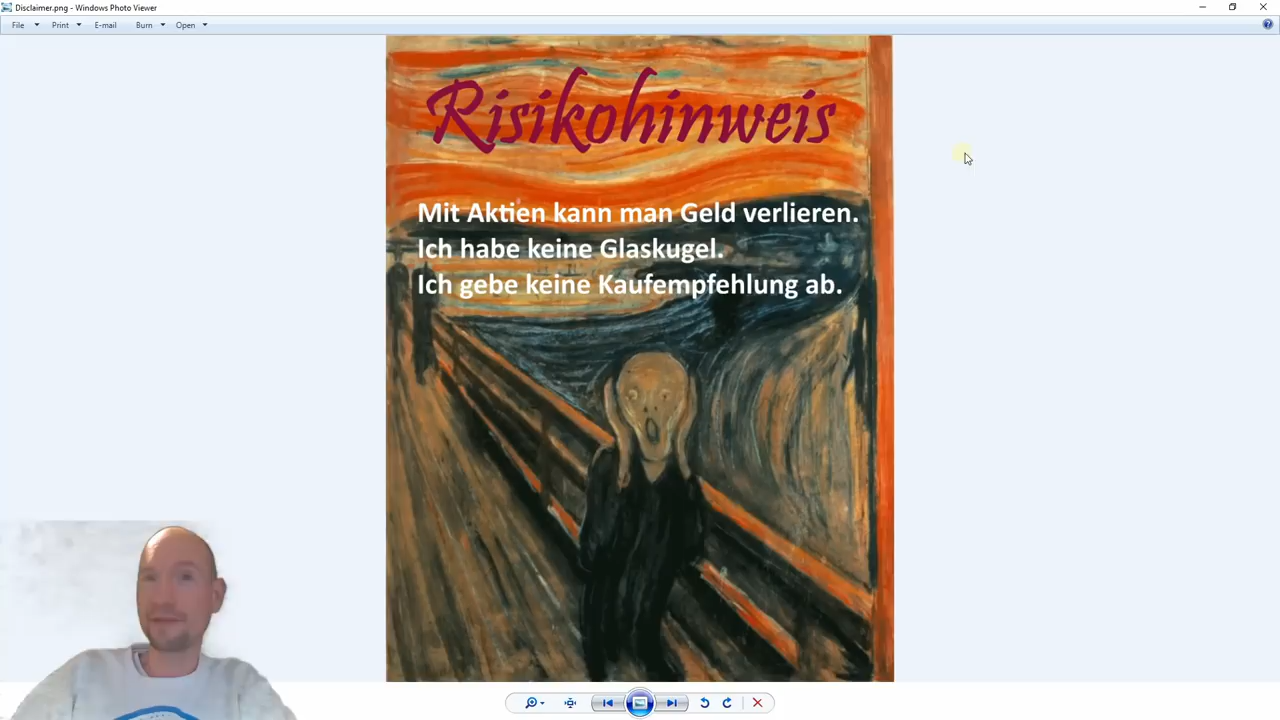 Disclaimer.png - Windows Photo Viewer
File Print E-mail Burn Open
Risikohinweis
Mit Aktien kann man Geld verlieren.
Ich habe keine Glaskugel.
Ich gebe keine Kaufempfehlung ab.